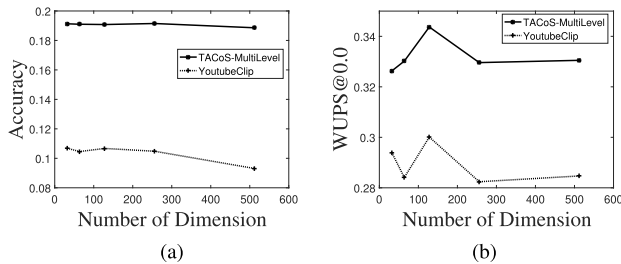 0.2
0.18
0.16
0.14
0.12
0.1
0.08
Accuracy
TACoS-MultiLevel
YoutubeClip
0 100 200 300 400 500 600
Number of Dimension
(a)
0.34
0.32
0.3
0.28
WUPS@0.0
TACoS-MultiLevel
YoutubeClip
0 100 200 300 400 500 600
Number of Dimension
(b)